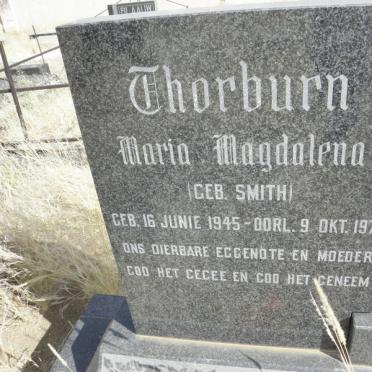 Thorburn
Maria Magdalena
(GEB. SMITH)
GEB. 16 JUNIE 1945 - OORL. 9 OKT. 197
ONS DIERBARE EGGENOTE EN MOEDER
GOD HET GEGEE EN GOD HET GENEEM